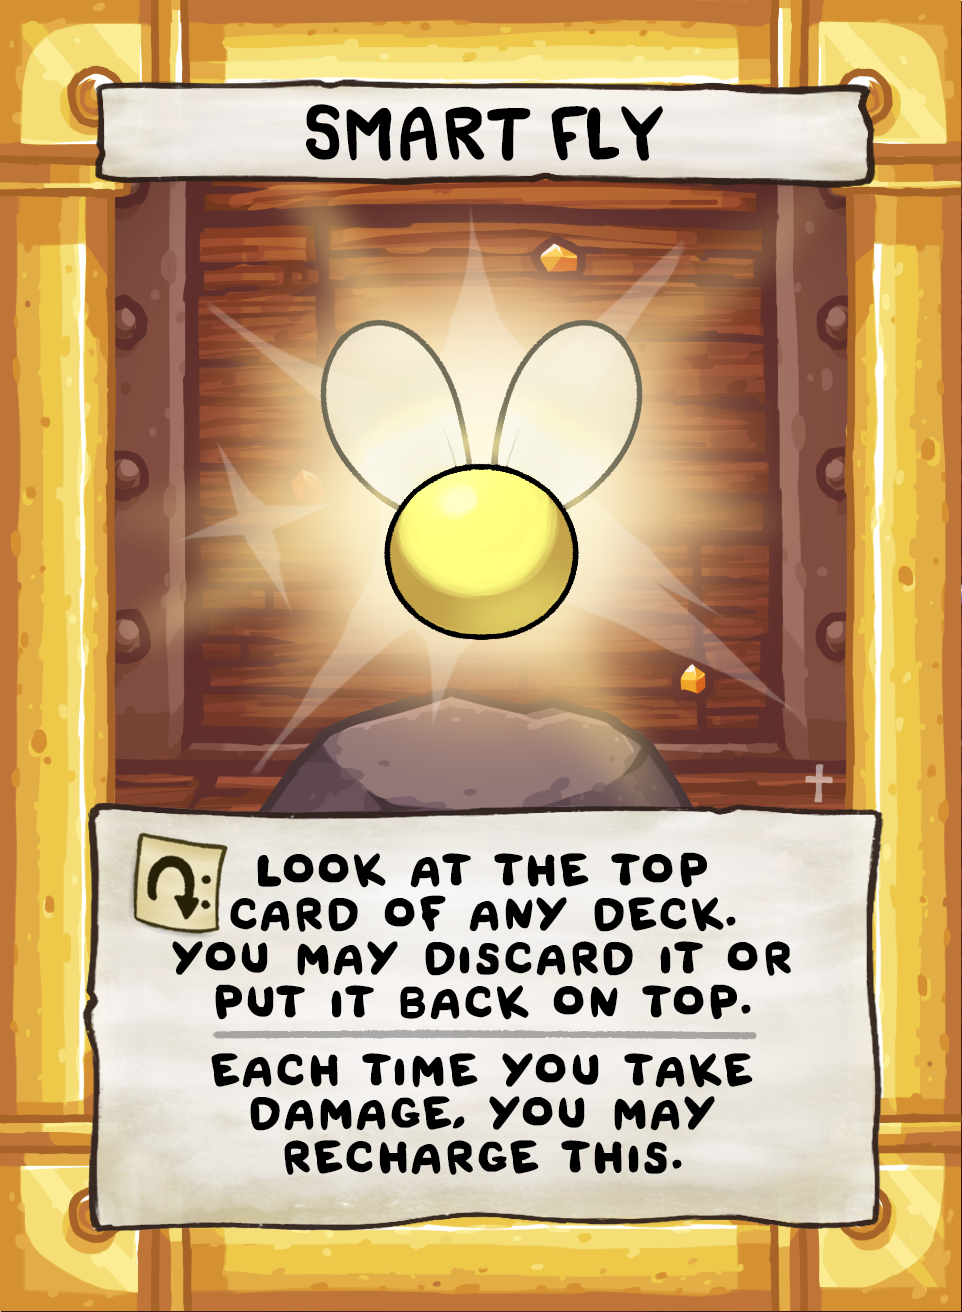 SMART FLY
LOOK AT THE TOP
CARD OF ANY DECK.
YOU MAY DISCARD IT OR
PUT IT BACK ON TOP.
EACH TIME YOU TAKE
DAMAGE, YOU MAY
RECHARGE THIS.